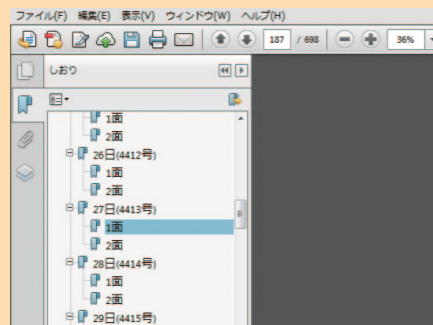 ファイル(F) 編集(E) 表示(V) ウィンドウ(W) ヘルプ(H)
187 / 698 36%
しおり
1面
2面
26日(4412号)
1面
2面
27日(4413号)
1面
2面
28日(4414号)
1面
2面
29日(4415号)